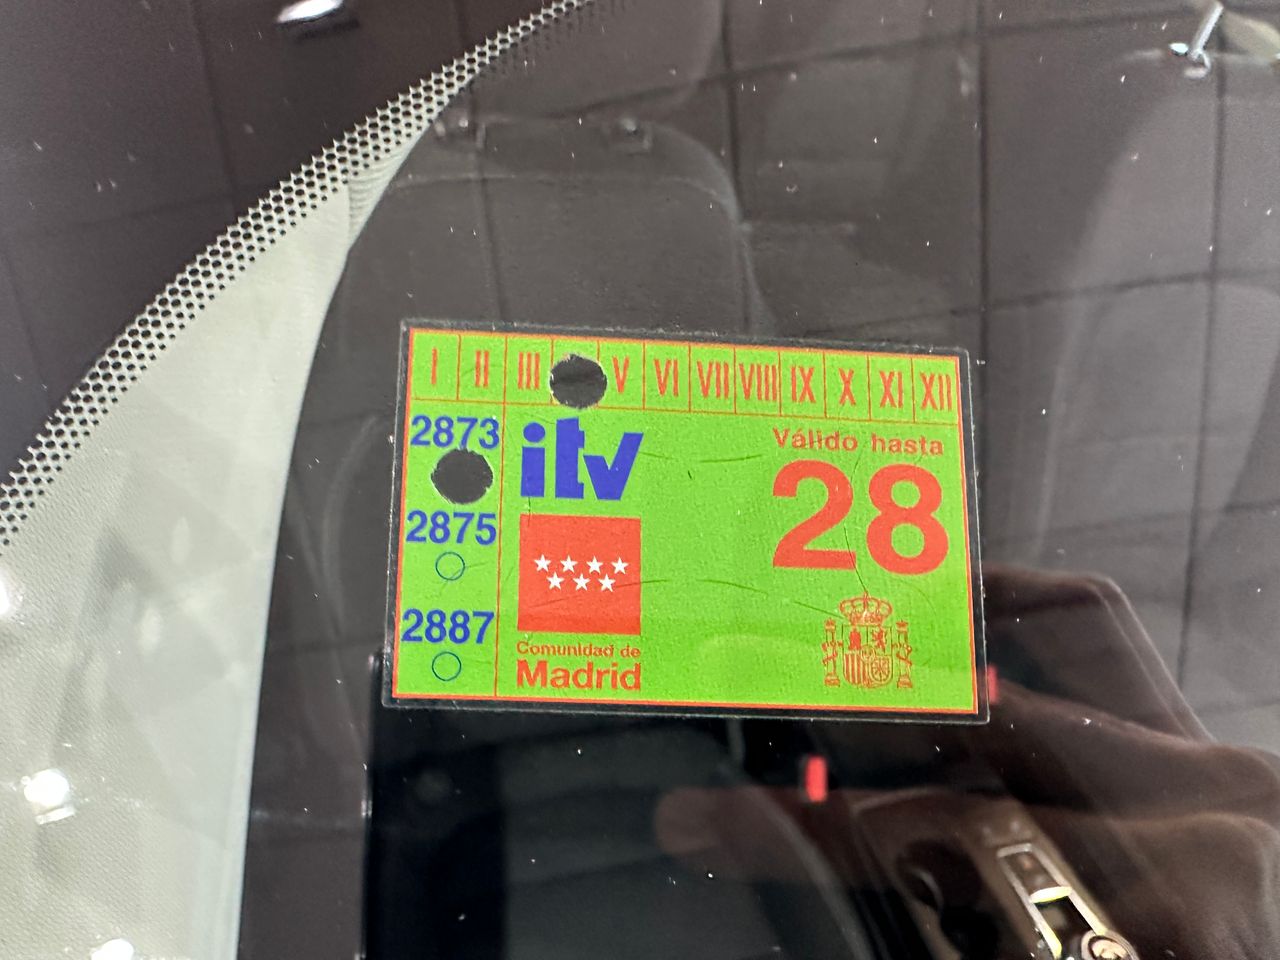 I II III V VI VII VIII IX X XI XII
2873
2875
2887
itv
Comunidad de
Madrid
Válido hasta
28